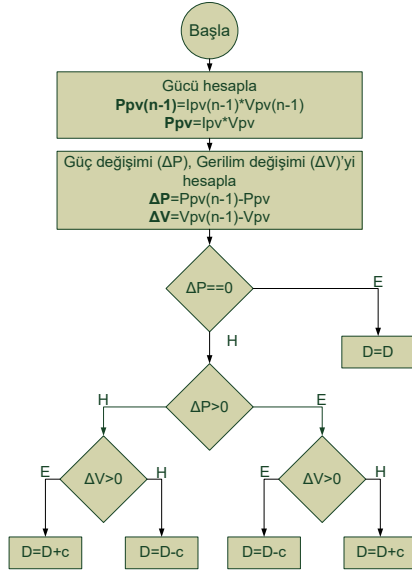 Başla
Gücü hesapla
Ppv(n-1)=Ipv(n-1)*Vpv(n-1)
Ppv=Ipv*Vpv
Güç değişimi (ΔP), Gerilim değişimi (ΔV)'yi
hesapla
ΔP=Ppv(n-1)-Ppv
ΔV=Vpv(n-1)-Vpv
ΔP==0
E
H
D=D
ΔP>0
H
E
ΔV>0
E
H
ΔV>0
E
H
D=D+c
D=D-c
D=D-c
D=D+c